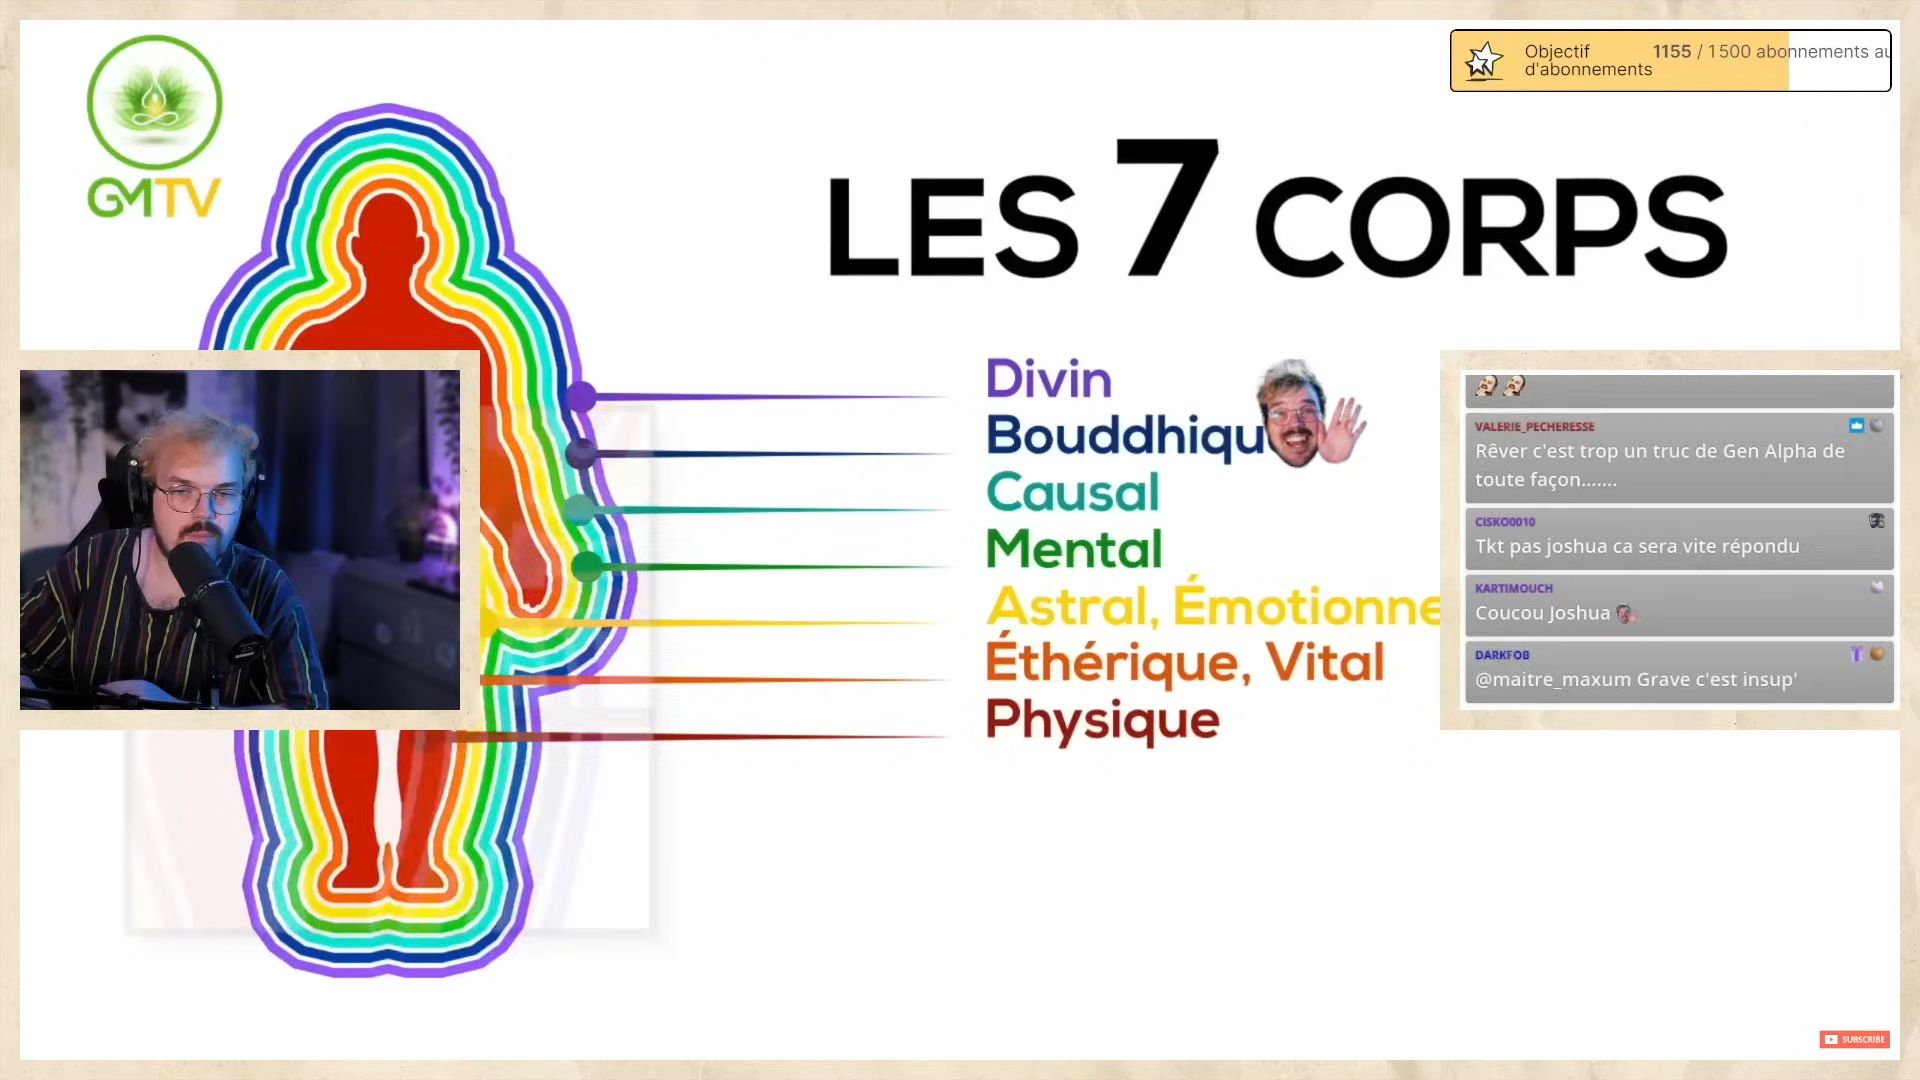 GMTV
Objectif
d'abonnements
1155 / 1500 abonnements au
LES 7 CORPS
Divin
Bouddhiqu
Causal
Mental
Astral, Émotionne
Éthérique, Vital
Physique
VALERIE_PECHERESSE
Rêver c'est trop un truc de Gen Alpha de
toute façon.......
CISKO0010
Tkt pas joshua ca sera vite répondu
KARTIMOUCH
Coucou Joshua
DARKFOB
@maitre_maxum Grave c'est insup'
SUBSCRIBE